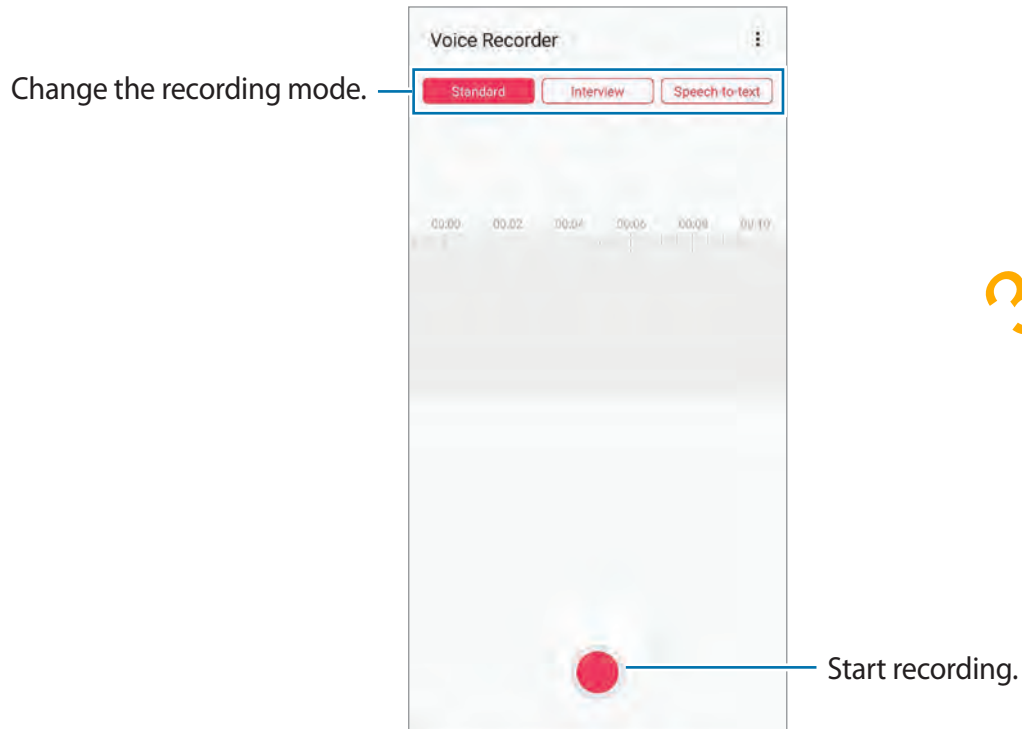 Voice Recorder
Change the recording mode.
Standard Interview Speech-to-text
00:00 00:02 00:04 00:06 00:08 00:10
Start recording.